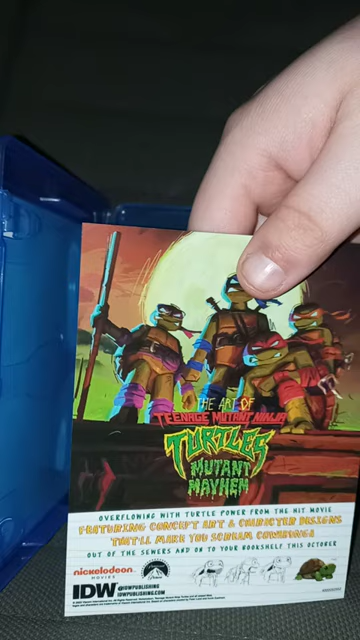 THE ART OF
TEENAGE MUTANT NINJA
TURTLES
MUTANT
MAYHEM
OVERFLOWING WITH TURTLE POWER FROM THE HIT MOVIE
FEATURING CONCEPT ART & CHARACTER DESIGNS
THAT'LL MAKE YOU SCREAM COWABUNGA!
OUT OF THE SEWERS AND ON TO YOUR BOOKSHELF THIS OCTOBER
nickelodeon
MOVIES
Paramount
IDW
@IDWPUBLISHING
IDWPUBLISHING.COM